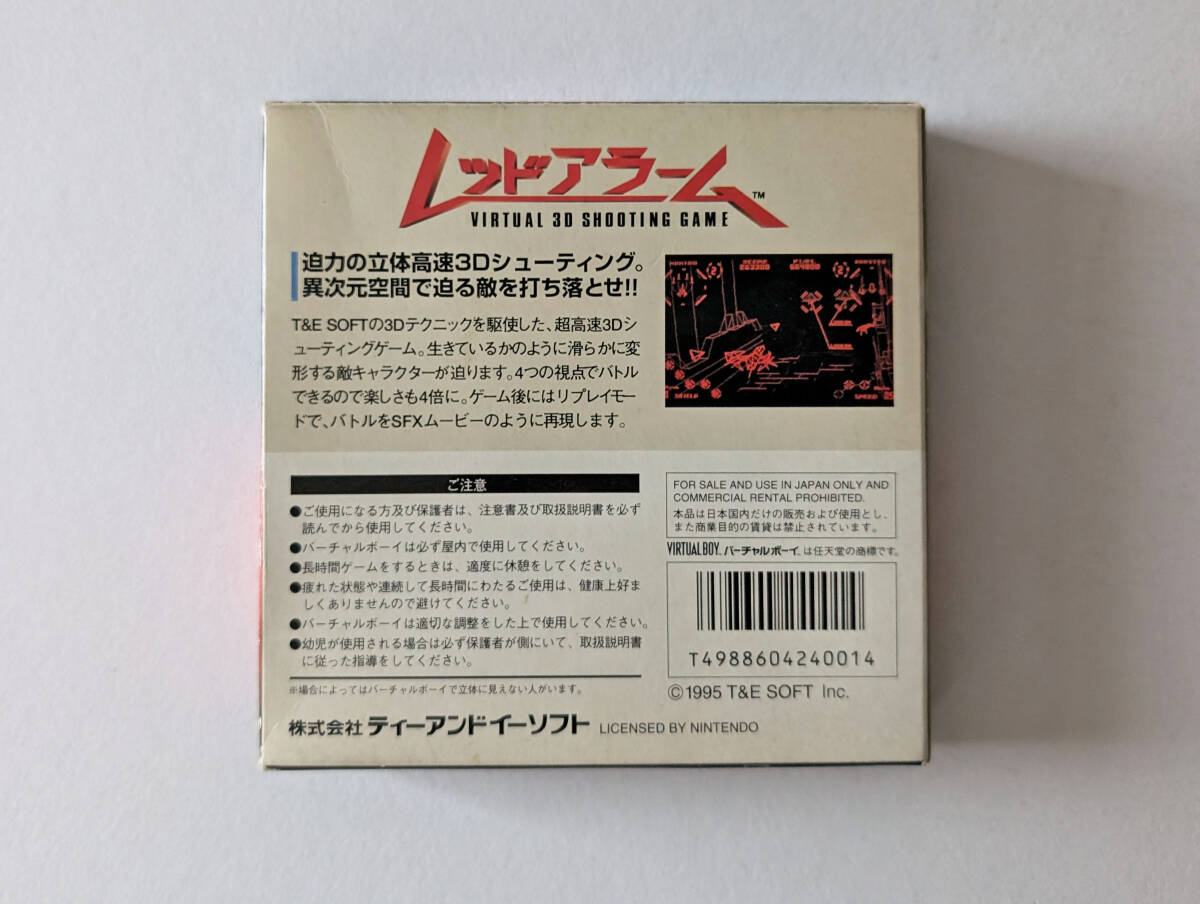 レッドアラーム™
VIRTUAL 3D SHOOTING GAME
迫力の立体高速3Dシューティング。
異次元空間で迫る敵を打ち落とせ!!
T&E SOFTの3Dテクニックを駆使した、超高速3Dシ
ューティングゲーム。生きているかのように滑らかに変
形する敵キャラクターが迫ります。4つの視点でバトル
できるので楽しさも4倍に。ゲーム後にはリプレイモー
ドで、バトルをSFXムービーのように再現します。
SHIELD
SPEED
ご注意
●ご使用になる方及び保護者は、注意書及び取扱説明書を必ず
読んでから使用してください。
●バーチャルボーイは必ず屋内で使用してください。
●長時間ゲームをするときは、適度に休憩をしてください。
●疲れた状態や連続して長時間にわたるご使用は、健康上好ま
しくありませんので避けてください。
●バーチャルボーイは適切な調整をした上で使用してください。
●幼児が使用される場合は必ず保護者が側にいて、取扱説明書
に従った指導をしてください。
※場合によってはバーチャルボーイで立体に見えない人がいます。
株式会社 ティーアンドイーソフト LICENSED BY NINTENDO
FOR SALE AND USE IN JAPAN ONLY AND
COMMERCIAL RENTAL PROHIBITED.
本品は日本国内だけの販売および使用とし、
また商業目的の賃貸は禁止されています。
VIRTUAL BOY. バーチャルボーイ. は任天堂の商標です。
T4988604240014
©1995 T&E SOFT Inc.